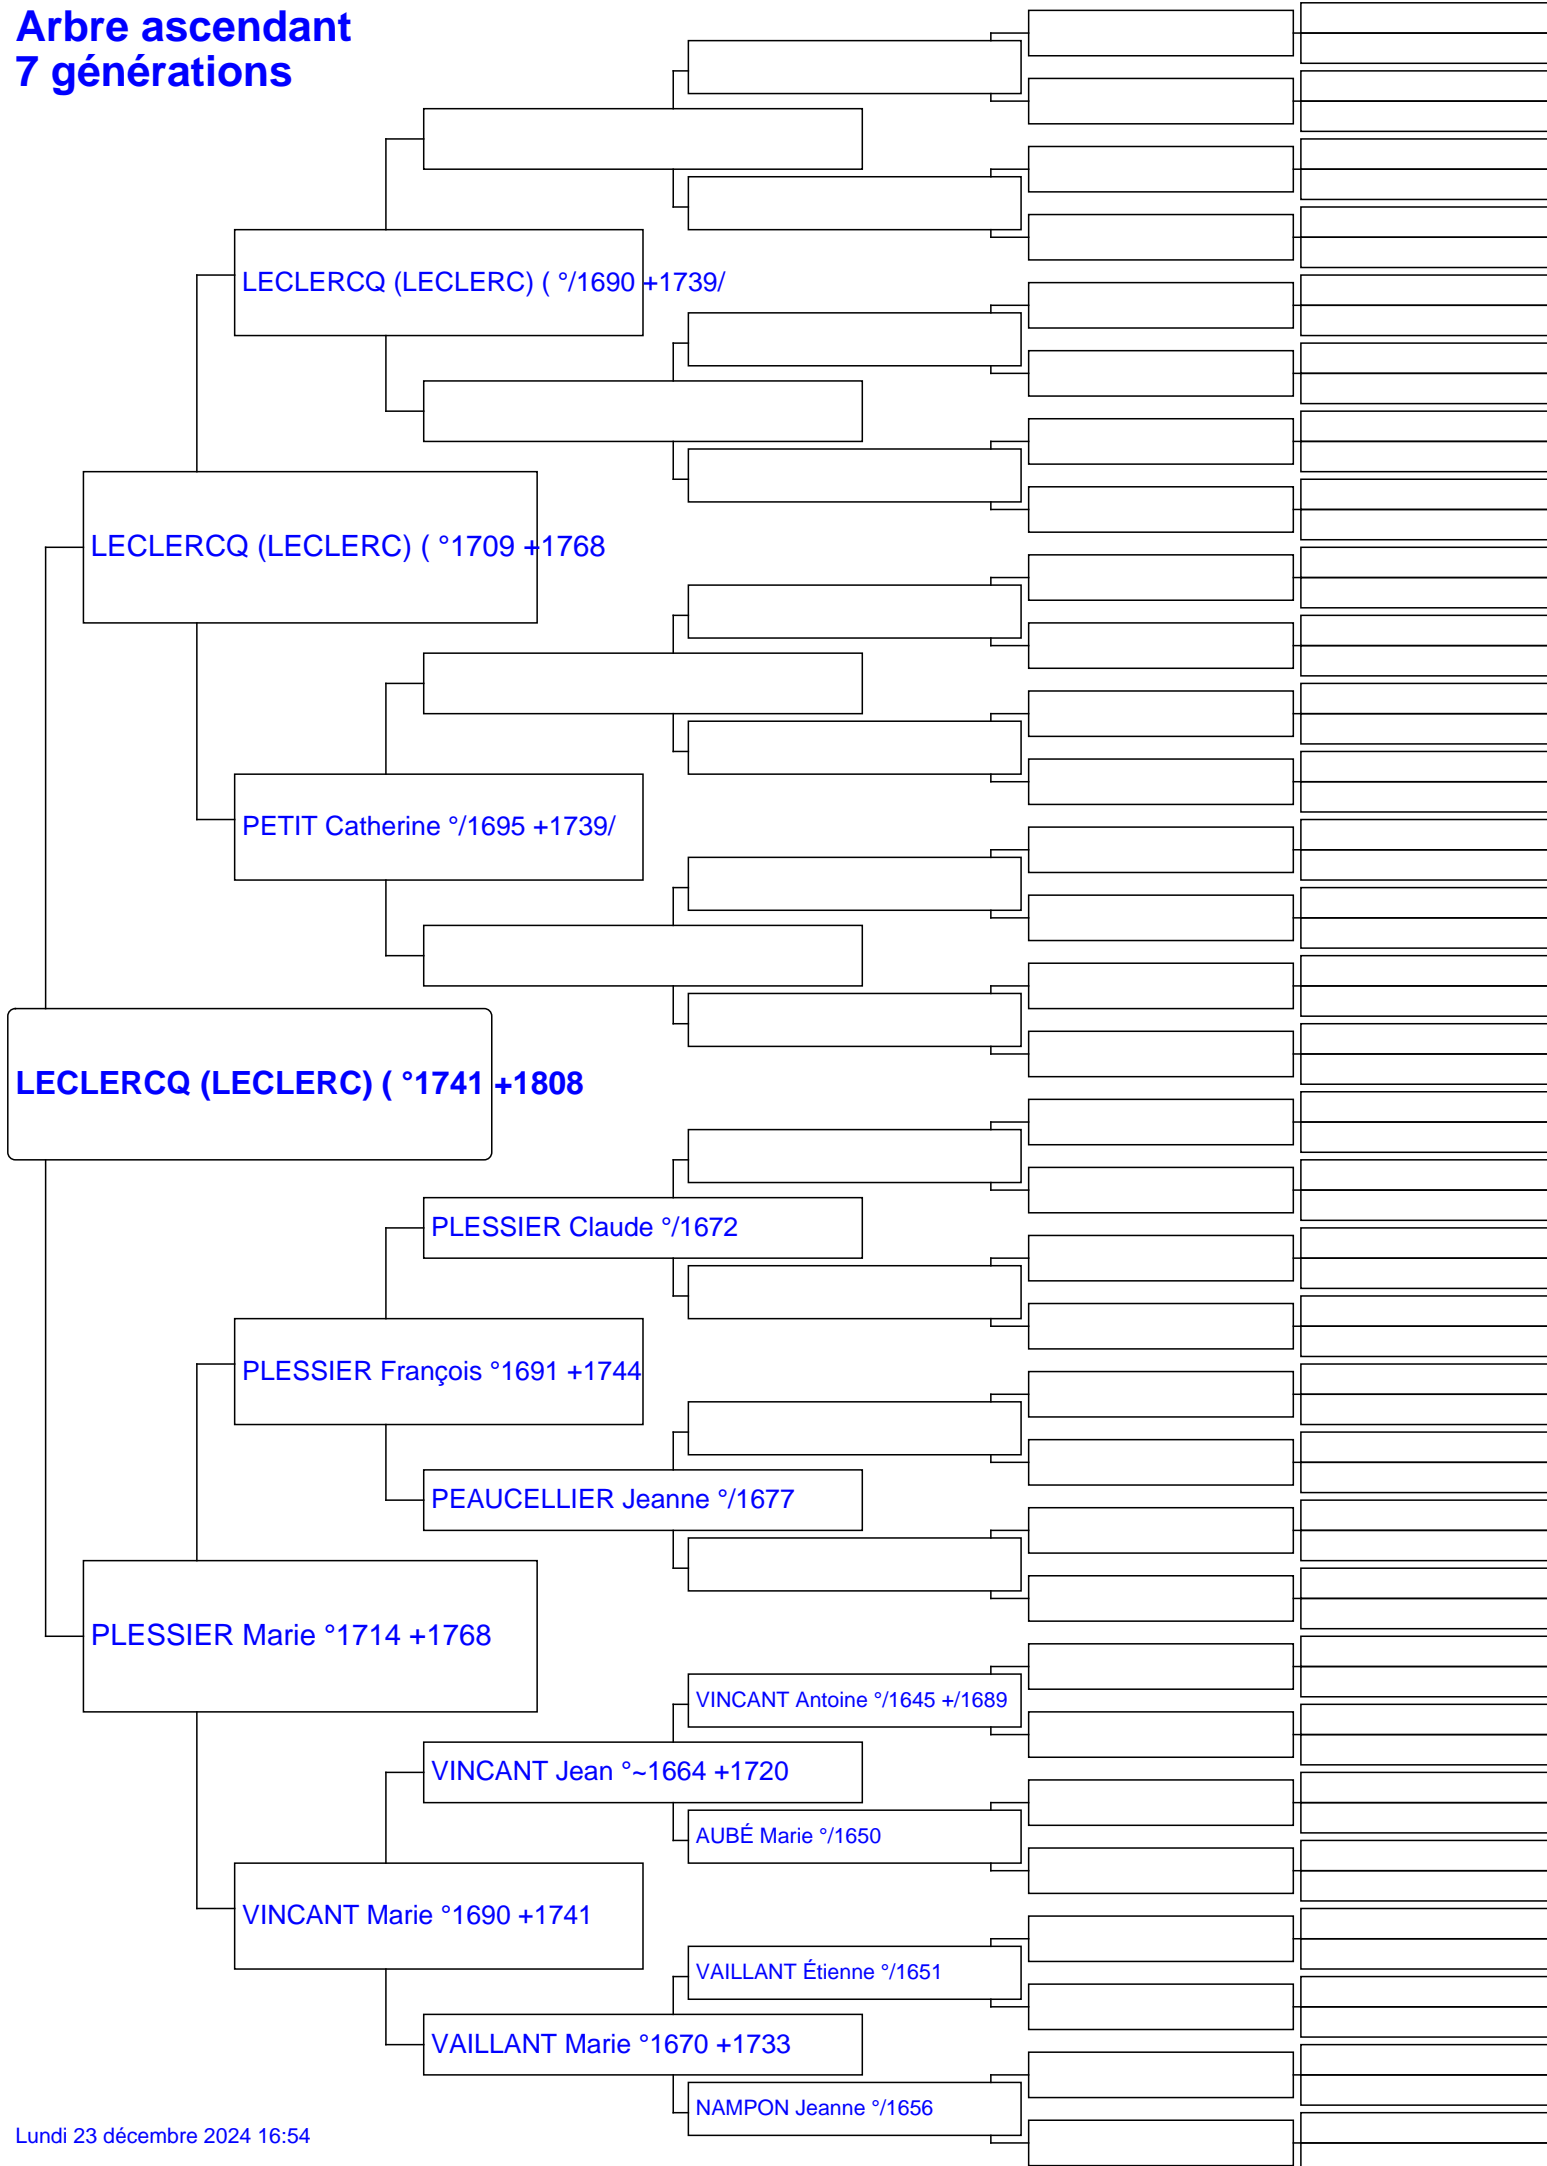 Arbre ascendant
7 générations
LECLERCQ (LECLERC) ( °/1690 +1739/
LECLERCQ (LECLERC) ( °1709 +1768
PETIT Catherine °/1695 +1739/
LECLERCQ (LECLERC) ( °1741 +1808
PLESSIER Claude °/1672
PLESSIER François °1691 +1744
PEAUCELLIER Jeanne °/1677
PLESSIER Marie °1714 +1768
VINCANT Antoine °/1645 +/1689
VINCANT Jean °~1664 +1720
AUBÉ Marie °/1650
VINCANT Marie °1690 +1741
VAILLANT Étienne °/1651
VAILLANT Marie °1670 +1733
NAMPON Jeanne °/1656
Lundi 23 décembre 2024 16:54